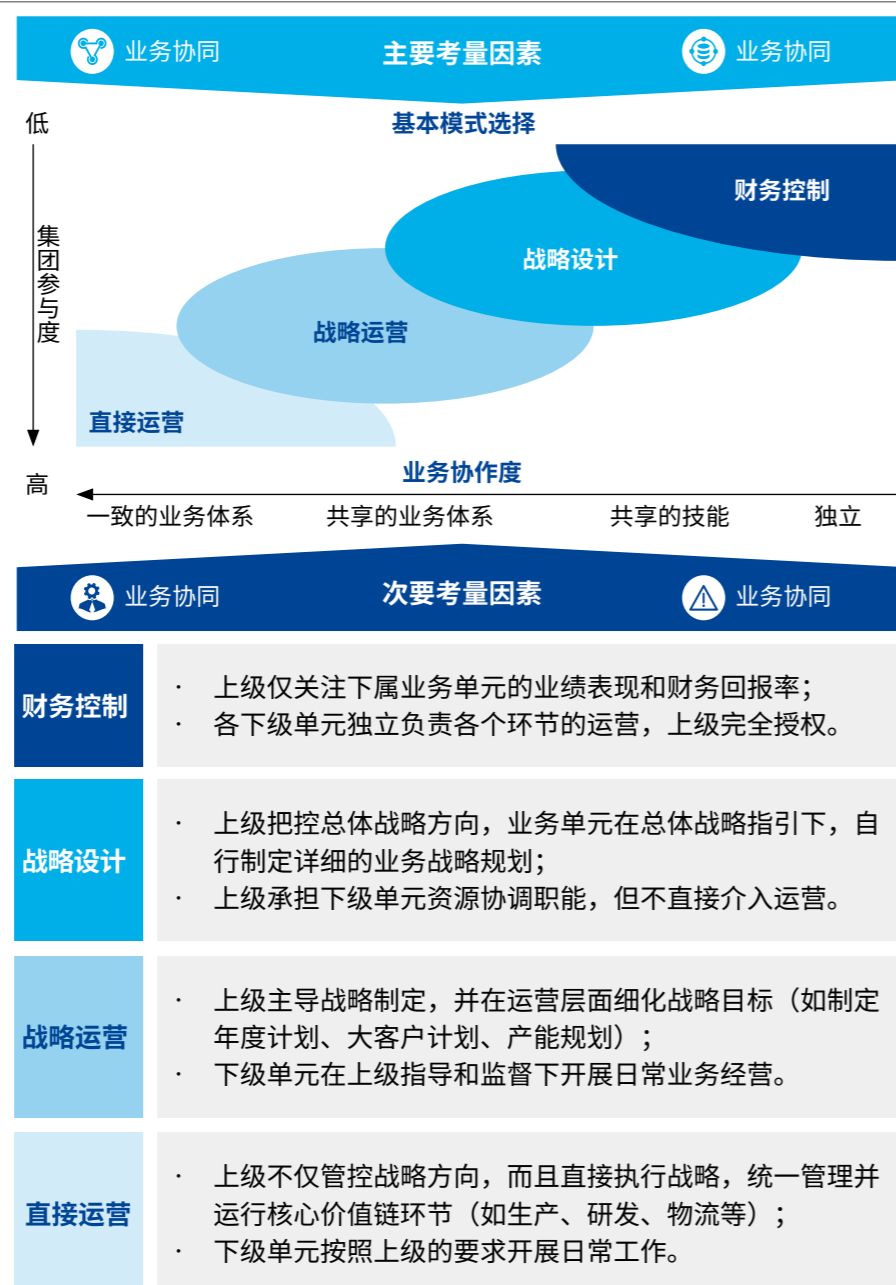 业务协同 主要考量因素 业务协同
低
基本模式选择
财务控制
集团参与度
战略设计
战略运营
直接运营
业务协作度
高
一致的业务体系 共享的业务体系 共享的技能 独立
业务协同 次要考量因素 业务协同
财务控制
· 上级仅关注下属业务单元的业绩表现和财务回报率；
· 各下级单元独立负责各个环节的运营，上级完全授权。
战略设计
· 上级把控总体战略方向，业务单元在总体战略指引下，自
行制定详细的业务战略规划；
· 上级承担下级单元资源协调职能，但不直接介入运营。
战略运营
· 上级主导战略制定，并在运营层面细化战略目标（如制定
年度计划、大客户计划、产能规划）；
· 下级单元在上级指导和监督下开展日常业务经营。
直接运营
· 上级不仅管控战略方向，而且直接执行战略，统一管理并
运行核心价值链环节（如生产、研发、物流等）；
· 下级单元按照上级的要求开展日常工作。